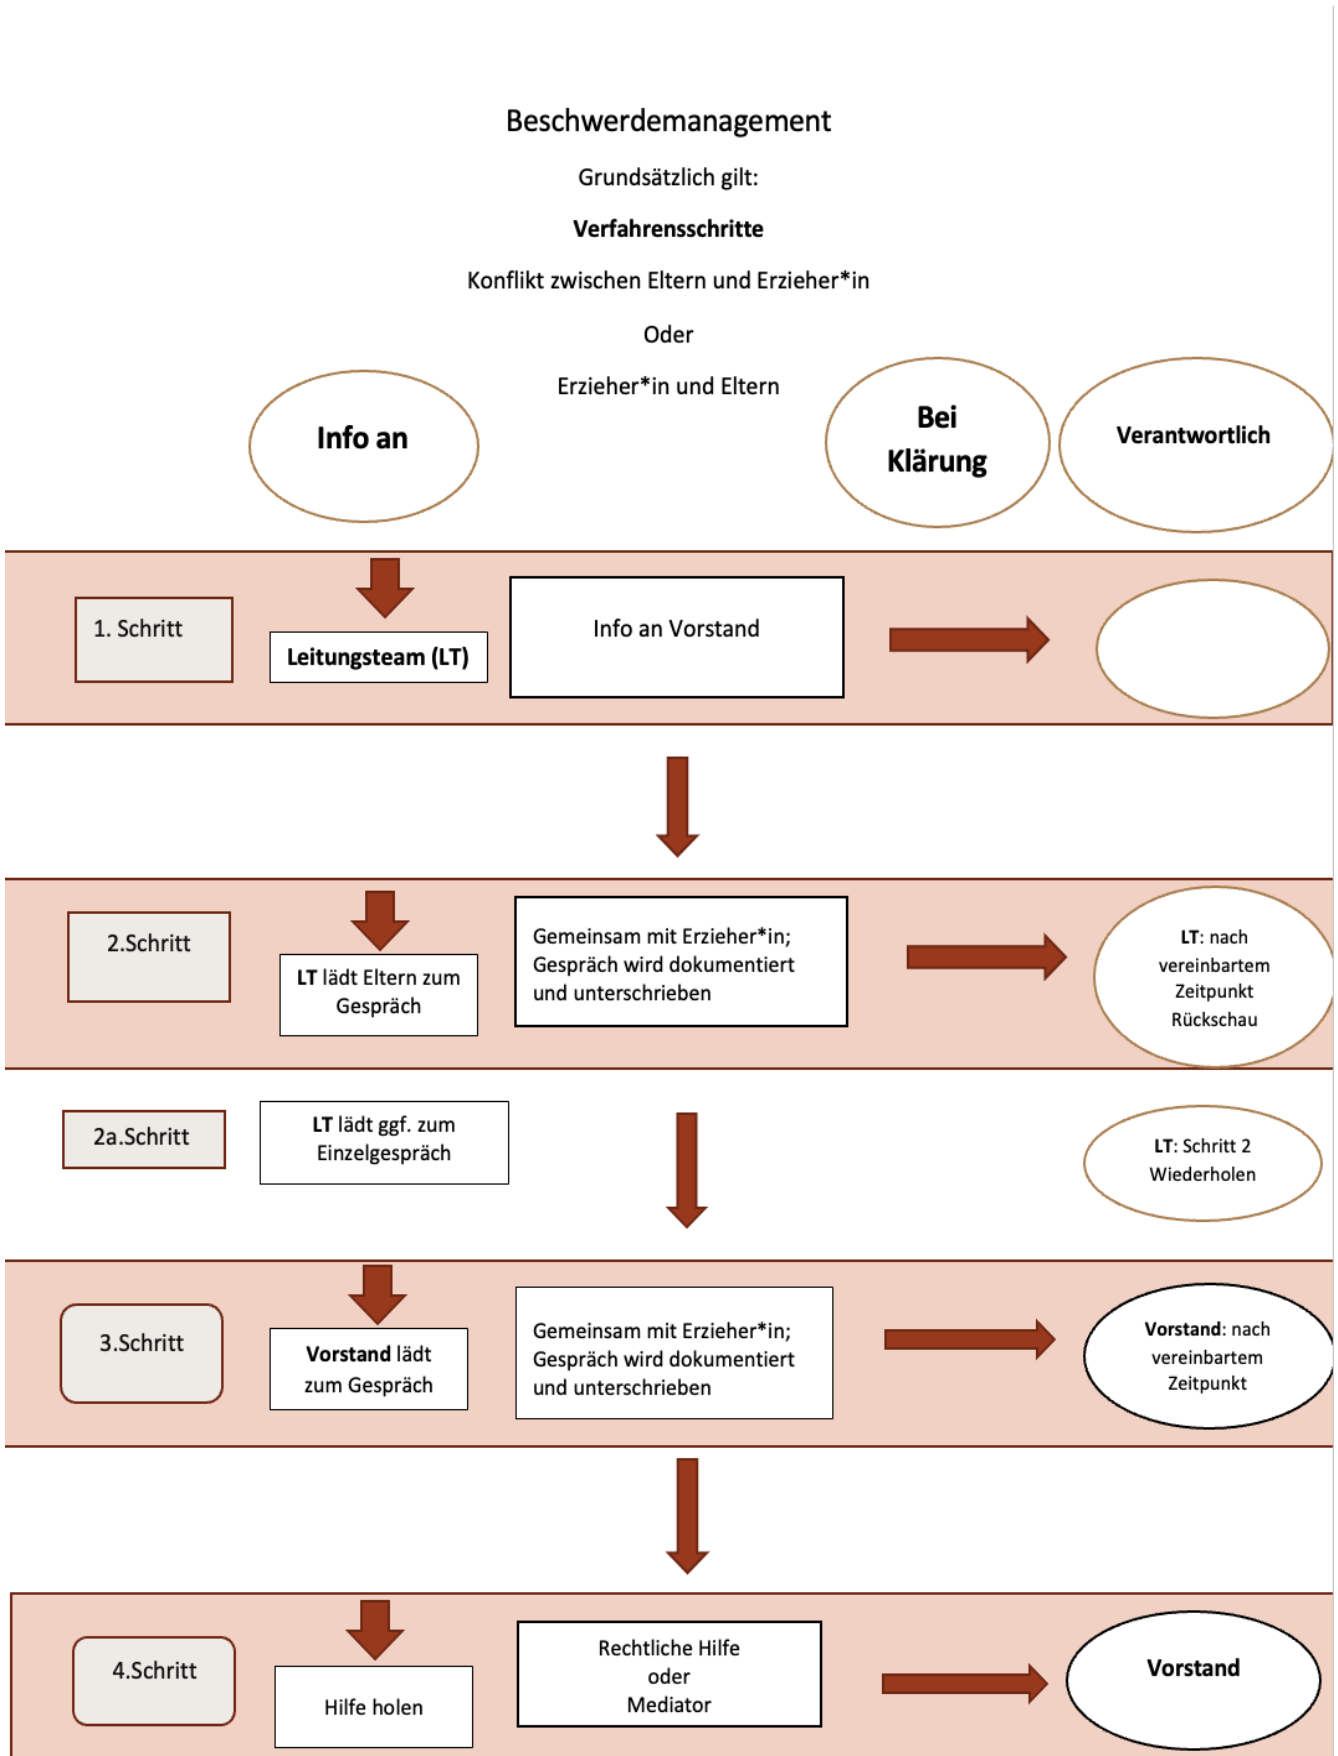 Beschwerdemanagement
Grundsätzlich gilt:
Verfahrensschritte
Konflikt zwischen Eltern und Erzieher*in
Oder
Erzieher*in und Eltern
Info an
Bei
Klärung
Verantwortlich
1. Schritt
Leitungsteam (LT)
Info an Vorstand
2.Schritt
LT lädt Eltern zum
Gespräch
Gemeinsam mit Erzieher*in;
Gespräch wird dokumentiert
und unterschrieben
LT: nach
vereinbartem
Zeitpunkt
Rückschau
2a.Schritt
LT lädt ggf. zum
Einzelgespräch
LT: Schritt 2
Wiederholen
3.Schritt
Vorstand lädt
zum Gespräch
Gemeinsam mit Erzieher*in;
Gespräch wird dokumentiert
und unterschrieben
Vorstand: nach
vereinbartem
Zeitpunkt
4.Schritt
Hilfe holen
Rechtliche Hilfe
oder
Mediator
Vorstand